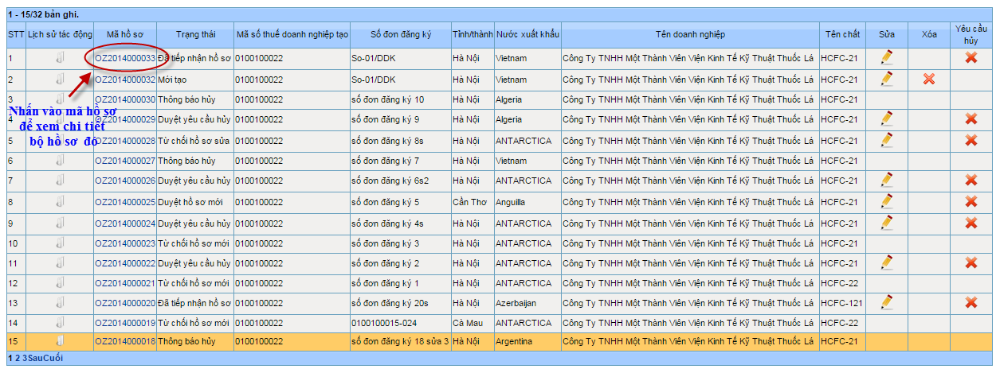 1 - 15/32 bản ghi.
STT Lịch sử tác động Mã hồ sơ Trạng thái Mã số thuế doanh nghiệp tạo Số đơn đăng ký Tỉnh/thành Nước xuất khẩu Tên doanh nghiệp Tên chất Sửa Xóa Yêu cầu hủy
1 OZ2014000033 Đã tiếp nhận hồ sơ 0100100022 So-01/DDK Hà Nội Vietnam Công Ty TNHH Một Thành Viên Viện Kinh Tế Kỹ Thuật Thuốc Lá HCFC-21
2 OZ2014000032 Mới tạo 0100100022 So-01/DDK Hà Nội Vietnam Công Ty TNHH Một Thành Viên Viện Kinh Tế Kỹ Thuật Thuốc Lá HCFC-21
3 OZ2014000030 Thông báo hủy 0100100022 số đơn đăng ký 10 Hà Nội Algeria Công Ty TNHH Một Thành Viên Viện Kinh Tế Kỹ Thuật Thuốc Lá HCFC-21
Nhấn vào mã hồ sơ
để xem chi tiết
bộ hồ sơ đó
4 OZ2014000029 Duyệt yêu cầu hủy 0100100022 số đơn đăng ký 9 Hà Nội Algeria Công Ty TNHH Một Thành Viên Viện Kinh Tế Kỹ Thuật Thuốc Lá HCFC-21
5 OZ2014000028 Từ chối hồ sơ sửa 0100100022 số đơn đăng ký 8s Hà Nội ANTARCTICA Công Ty TNHH Một Thành Viên Viện Kinh Tế Kỹ Thuật Thuốc Lá HCFC-21
6 OZ2014000027 Thông báo hủy 0100100022 số đơn đăng ký 7 Hà Nội Vietnam Công Ty TNHH Một Thành Viên Viện Kinh Tế Kỹ Thuật Thuốc Lá HCFC-21
7 OZ2014000026 Duyệt yêu cầu hủy 0100100022 số đơn đăng ký 6s2 Hà Nội ANTARCTICA Công Ty TNHH Một Thành Viên Viện Kinh Tế Kỹ Thuật Thuốc Lá HCFC-21
8 OZ2014000025 Duyệt hồ sơ mới 0100100022 số đơn đăng ký 5 Cần Thơ Anguilla Công Ty TNHH Một Thành Viên Viện Kinh Tế Kỹ Thuật Thuốc Lá HCFC-21
9 OZ2014000024 Duyệt yêu cầu hủy 0100100022 số đơn đăng ký 4s Hà Nội ANTARCTICA Công Ty TNHH Một Thành Viên Viện Kinh Tế Kỹ Thuật Thuốc Lá HCFC-21
10 OZ2014000023 Từ chối hồ sơ mới 0100100022 số đơn đăng ký 3 Hà Nội ANTARCTICA Công Ty TNHH Một Thành Viên Viện Kinh Tế Kỹ Thuật Thuốc Lá HCFC-21
11 OZ2014000022 Duyệt yêu cầu hủy 0100100022 số đơn đăng ký 2 Hà Nội ANTARCTICA Công Ty TNHH Một Thành Viên Viện Kinh Tế Kỹ Thuật Thuốc Lá HCFC-21
12 OZ2014000021 Từ chối hồ sơ mới 0100100022 số đơn đăng ký 1 Hà Nội ANTARCTICA Công Ty TNHH Một Thành Viên Viện Kinh Tế Kỹ Thuật Thuốc Lá HCFC-22
13 OZ2014000020 Đã tiếp nhận hồ sơ 0100100022 số đơn đăng ký 20s Hà Nội Azerbaijan Công Ty TNHH Một Thành Viên Viện Kinh Tế Kỹ Thuật Thuốc Lá HCFC-121
14 OZ2014000019 Từ chối hồ sơ mới 0100100022 0100100015-024 Cà Mau ANTARCTICA Công Ty TNHH Một Thành Viên Viện Kinh Tế Kỹ Thuật Thuốc Lá HCFC-22
15 OZ2014000018 Thông báo hủy 0100100022 số đơn đăng ký 18 sửa 3 Hà Nội Argentina Công Ty TNHH Một Thành Viên Viện Kinh Tế Kỹ Thuật Thuốc Lá HCFC-21
1 2 3SauCuối